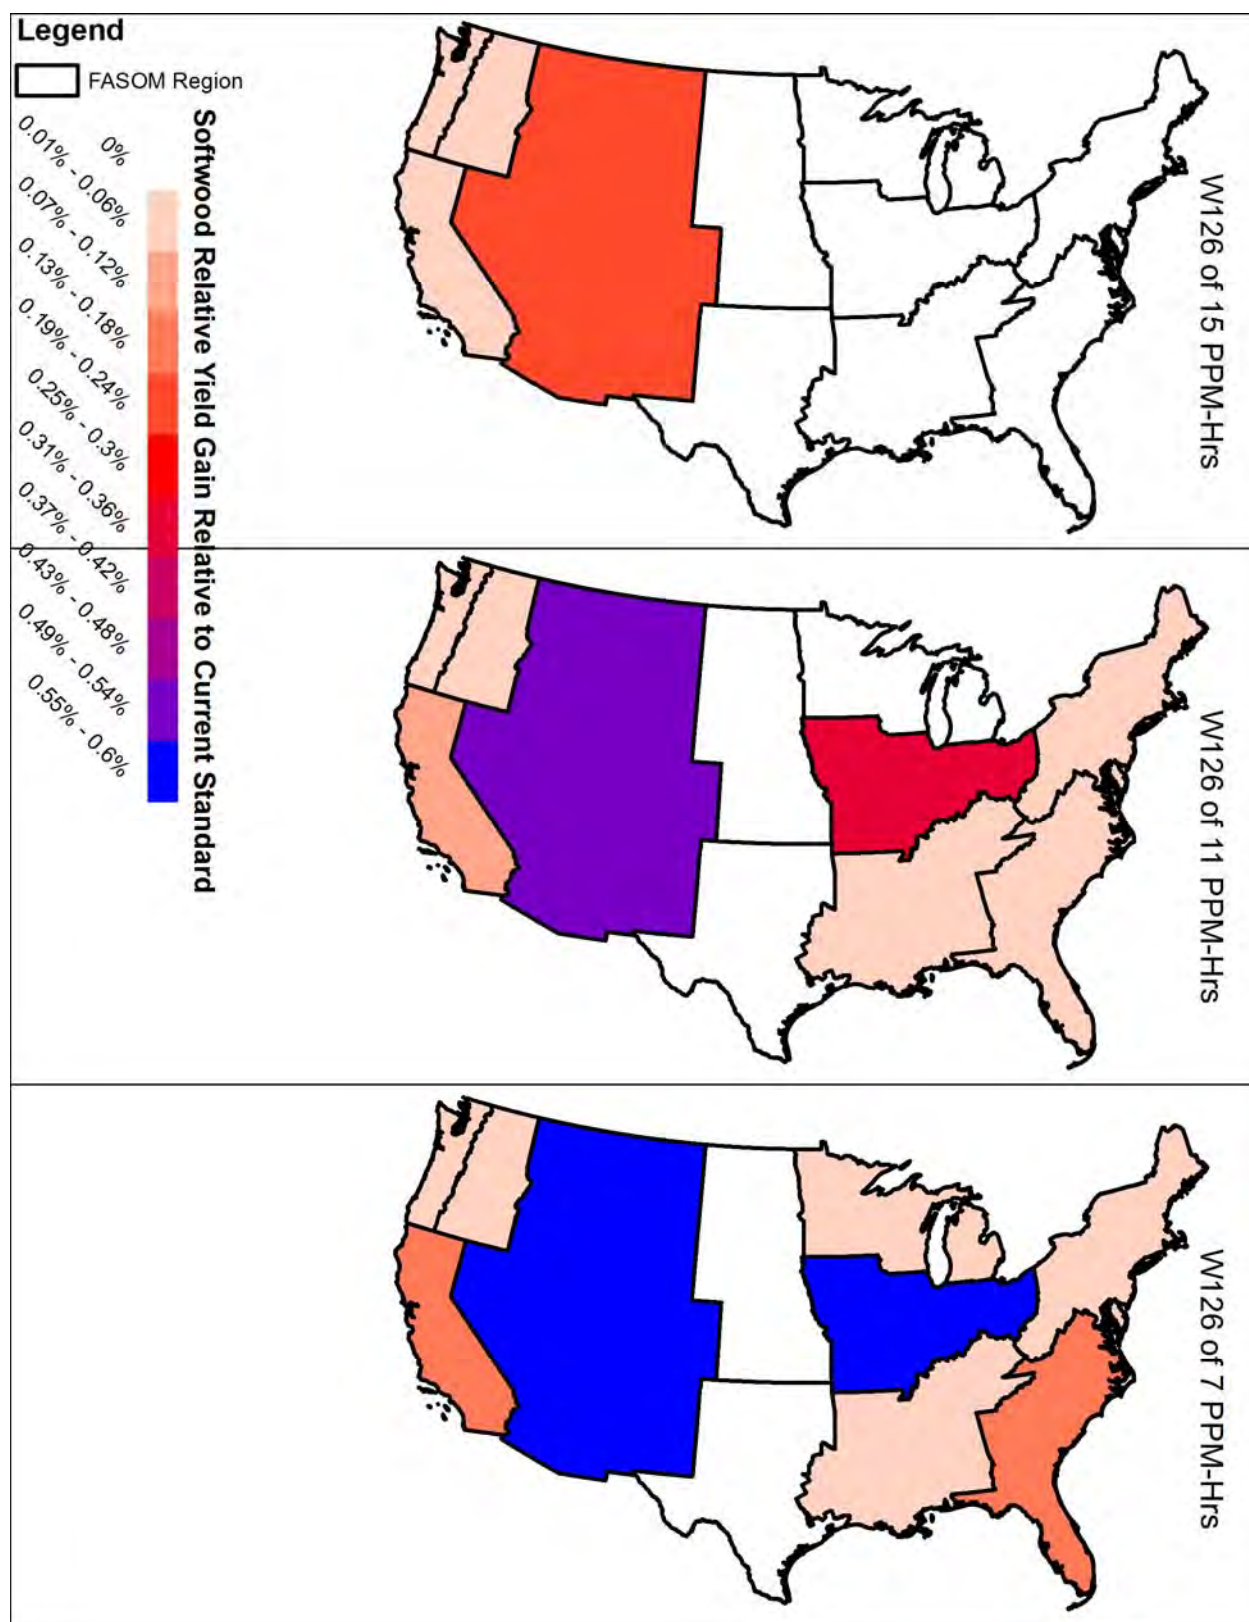 Legend
FASOM Region
Softwood Relative Yield Gain Relative to Current Standard
0%
0.01% - 0.06%
0.07% - 0.12%
0.13% - 0.18%
0.19% - 0.24%
0.25% - 0.3%
0.31% - 0.36%
0.37% - 0.42%
0.43% - 0.48%
0.49% - 0.54%
0.55% - 0.6%
W126 of 15 PPM-Hrs
W126 of 11 PPM-Hrs
W126 of 7 PPM-Hrs